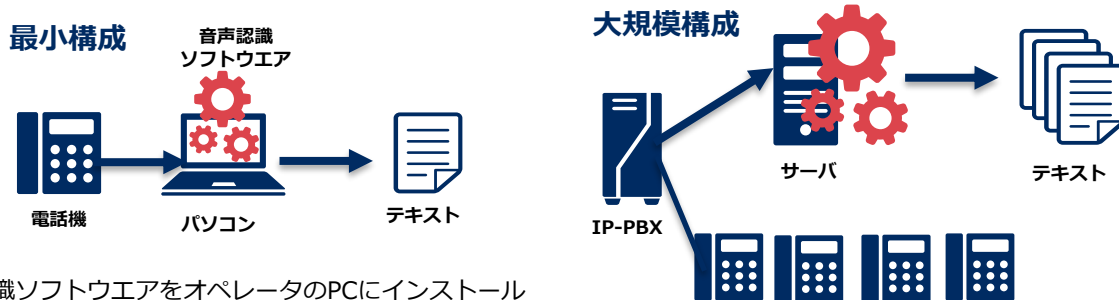 最小構成
音声認識
ソフトウエア
電話機
パソコン
テキスト
識ソフトウエアをオペレータのPCにインストール
大規模構成
サーバ
テキスト
IP-PBX